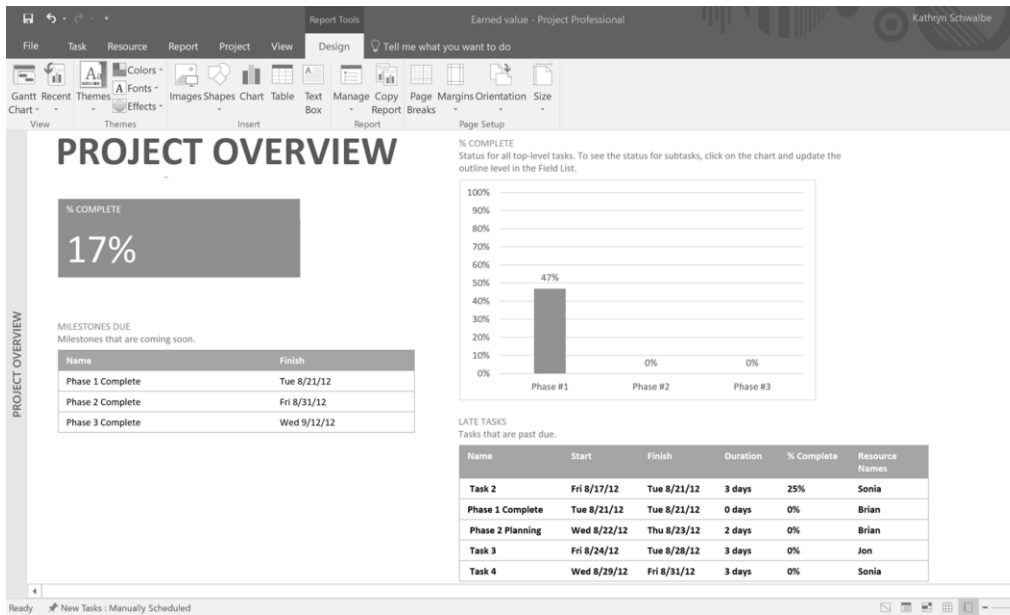 Report Tools
Earned value - Project Professional
Kathryn Schwalbe
File Task Resource Report Project View Design Tell me what you want to do
Gantt Chart
Recent
Themes
Colors
Fonts
Effects
Images
Shapes
Chart
Table
Text Box
Manage
Copy Report
Page Breaks
Margins
Orientation
Size
View
Themes
Insert
Report
Page Setup
PROJECT OVERVIEW
PROJECT OVERVIEW
% COMPLETE
17%
MILESTONES DUE
Milestones that are coming soon.
Name Finish
Phase 1 Complete Tue 8/21/12
Phase 2 Complete Fri 8/31/12
Phase 3 Complete Wed 9/12/12
% COMPLETE
Status for all top-level tasks. To see the status for subtasks, click on the chart and update the
outline level in the Field List.
100%
90%
80%
70%
60%
50%
40%
30%
20%
10%
0%
47%
0%
0%
Phase #1 Phase #2 Phase #3
LATE TASKS
Tasks that are past due.
Name Start Finish Duration % Complete Resource Names
Task 2 Fri 8/17/12 Tue 8/21/12 3 days 25% Sonia
Phase 1 Complete Tue 8/21/12 Tue 8/21/12 0 days 0% Brian
Phase 2 Planning Wed 8/22/12 Thu 8/23/12 2 days 0% Brian
Task 3 Fri 8/24/12 Tue 8/28/12 3 days 0% Jon
Task 4 Wed 8/29/12 Fri 8/31/12 3 days 0% Sonia
Ready New Tasks : Manually Scheduled